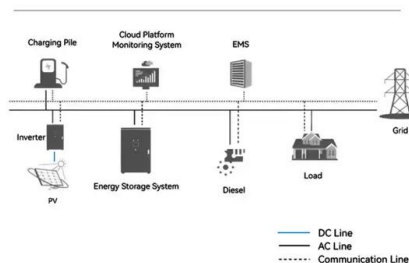 Charging Pile
Cloud Platform
Monitoring System
EMS
Grid
Inverter
PV
Energy Storage System
Diesel
Load
DC Line
AC Line
Communication Line